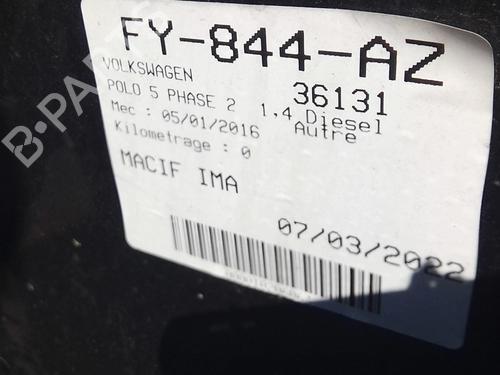 FY-844-AZ
VOLKSWAGEN
36131
POLO 5 PHASE 2
1,4 Diesel
Mec : 05/01/2016
Autre
Kilometrage : 0
MACIF IMA
07/03/2022
B-PARTS